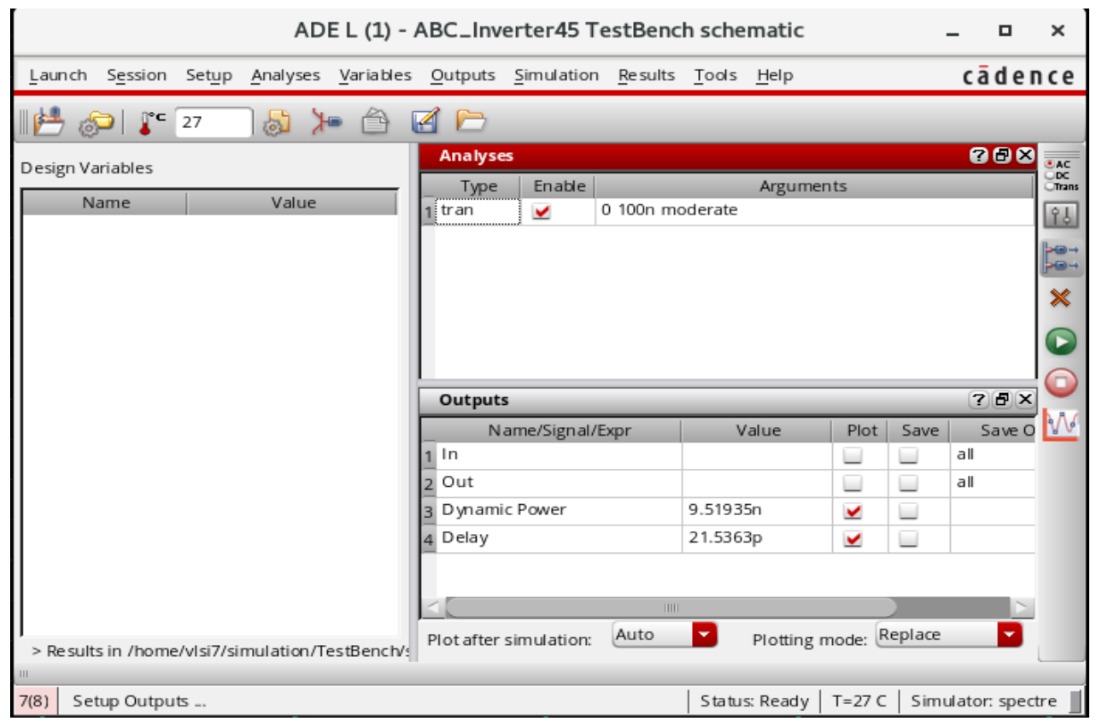 ADE L (1) - ABC_Inverter45 TestBench schematic
Launch Session Setup Analyses Variables Outputs Simulation Results Tools Help cādence
°C 27
Design Variables
Name Value
Analyses
Type Enable Arguments
1 tran 0 100n moderate
AC
DC
Trans
Outputs
Name/Signal/Expr Value Plot Save Save O
1 In all
2 Out all
3 Dynamic Power 9.51935n
4 Delay 21.5363p
Plot after simulation: Auto Plotting mode: Replace
> Results in /home/vlsi7/simulation/TestBench/s
7(8) Setup Outputs ... Status: Ready T=27 C Simulator: spectre